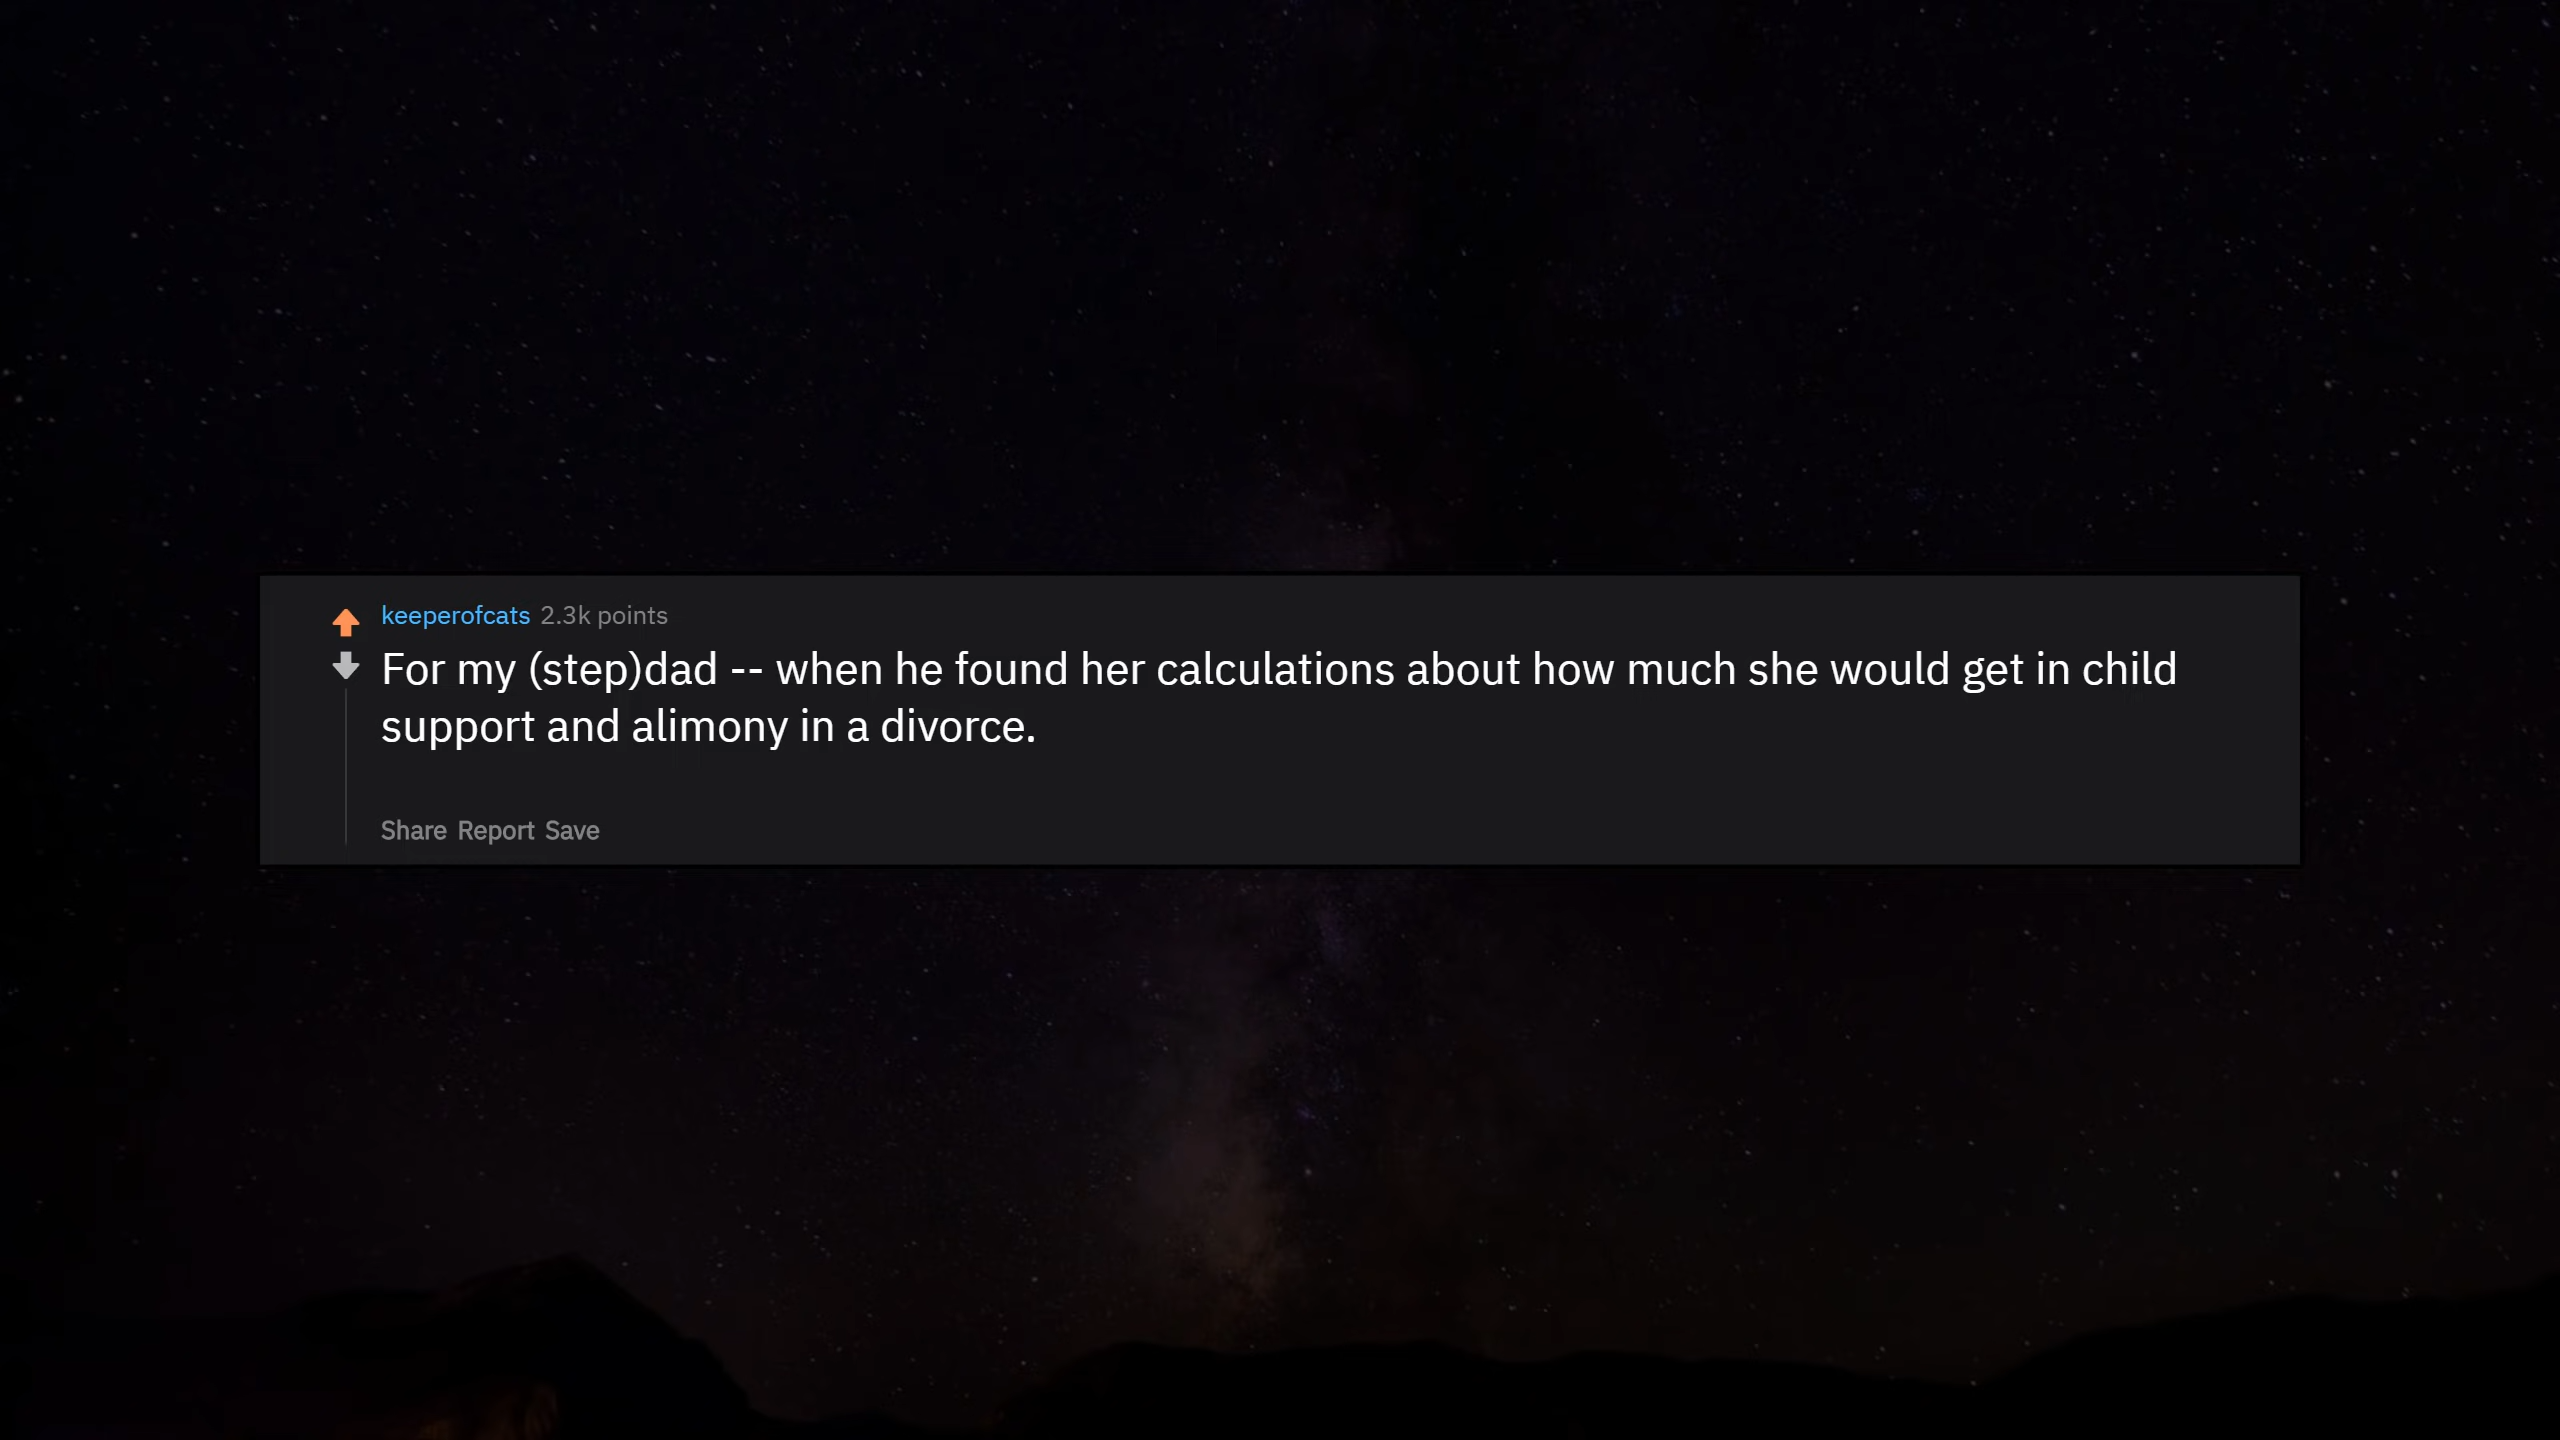 keeperofcats 2.3k points
For my (step)dad -- when he found her calculations about how much she would get in child
support and alimony in a divorce.
Share Report Save